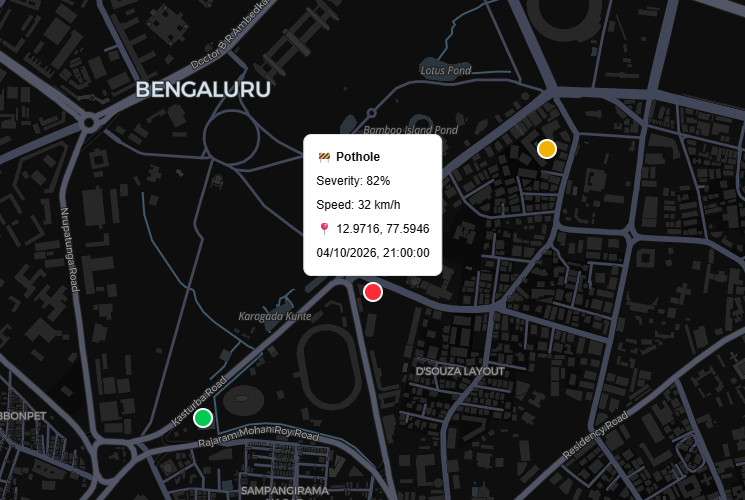 Doctor B R Ambedka
Lotus Pond
BENGALURU
Bamboo Island Pond
Pothole
Severity: 82%
Speed: 32 km/h
12.9716, 77.5946
04/10/2026, 21:00:00
Nrupatunga Road
Karagada Kunte
D'SOUZA LAYOUT
Kasturba Road
BBONPET
Rajaram Mohan Roy Road
Residency Road
SAMPANGIRAMA